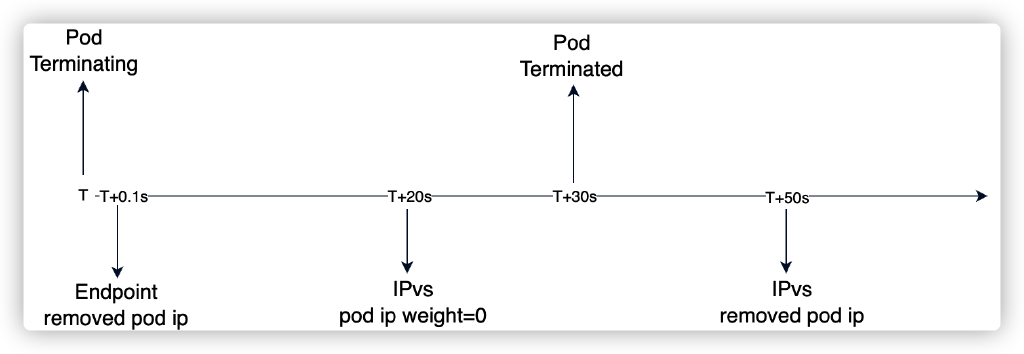 Pod
Terminating
Pod
Terminated
T -T+0.1s
T+20s
T+30s
T+50s
Endpoint
removed pod ip
IPvs
pod ip weight=0
IPvs
removed pod ip